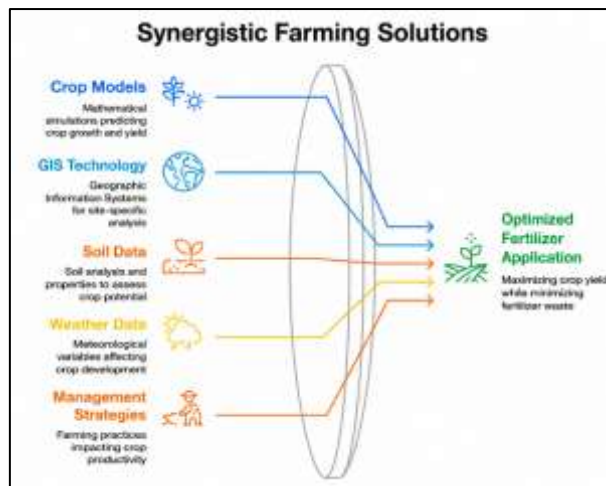 Synergistic Farming Solutions
Crop Models
Mathematical
emulations predicting
crop growth and yield
GIS Technology
Geographic
Information Systems
for site-specific
analysis
Soil Data
Soil analysis and
properties to assess
crop potential
Weather Data
Meteorological
variables affecting
crop development
Management
Strategies
Farming practices
impacting crop
productivity
Optimized
Fertilizer
Application
Maximizing crop yield
while minimizing
fertilizer waste